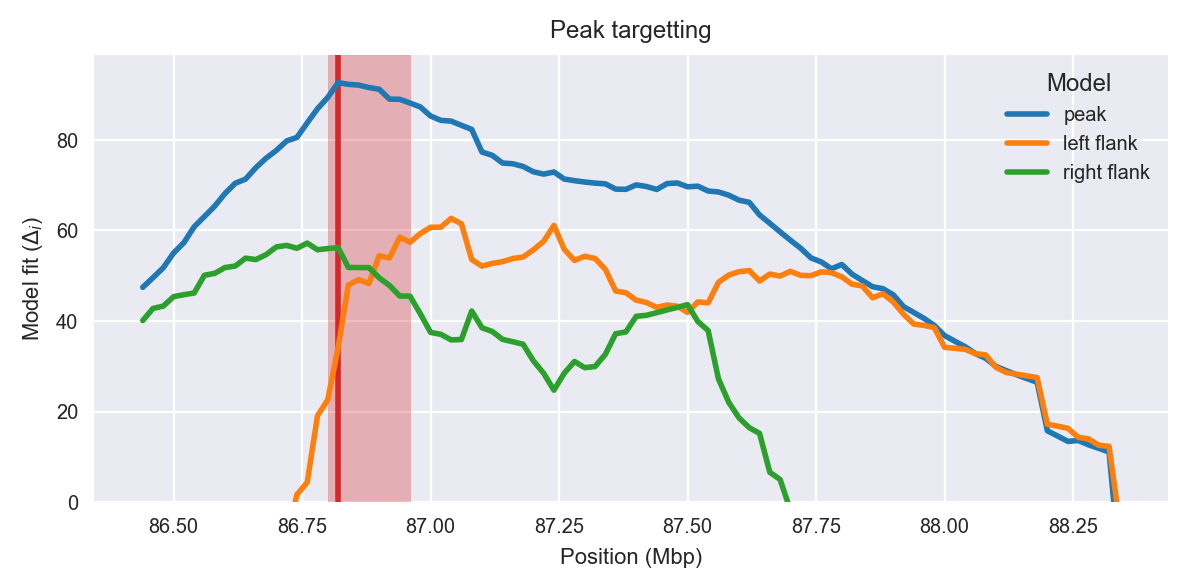 Peak targetting
Model
peak
left flank
right flank
Model fit (Δi)
80
60
40
20
0
86.50 86.75 87.00 87.25 87.50 87.75 88.00 88.25
Position (Mbp)